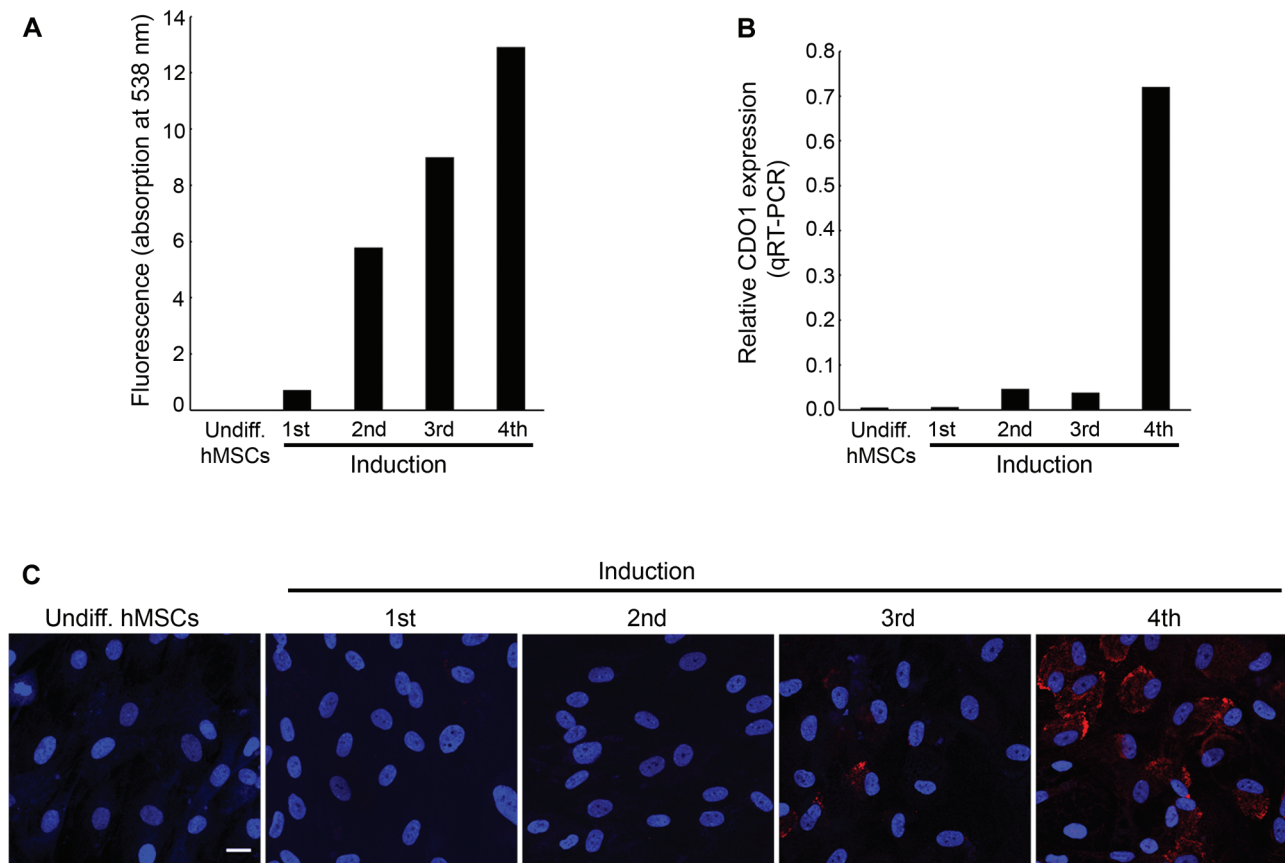 A
Fluorescence (absorption at 538 nm)
14
12
10
8
6
4
2
0
Undiff.
hMSCs
1st
2nd
3rd
4th
Induction
B
Relative CDO1 expression
(qRT-PCR)
0.8
0.7
0.6
0.5
0.4
0.3
0.2
0.1
0.0
Undiff.
hMSCs
1st
2nd
3rd
4th
Induction
C
Induction
Undiff. hMSCs
1st
2nd
3rd
4th